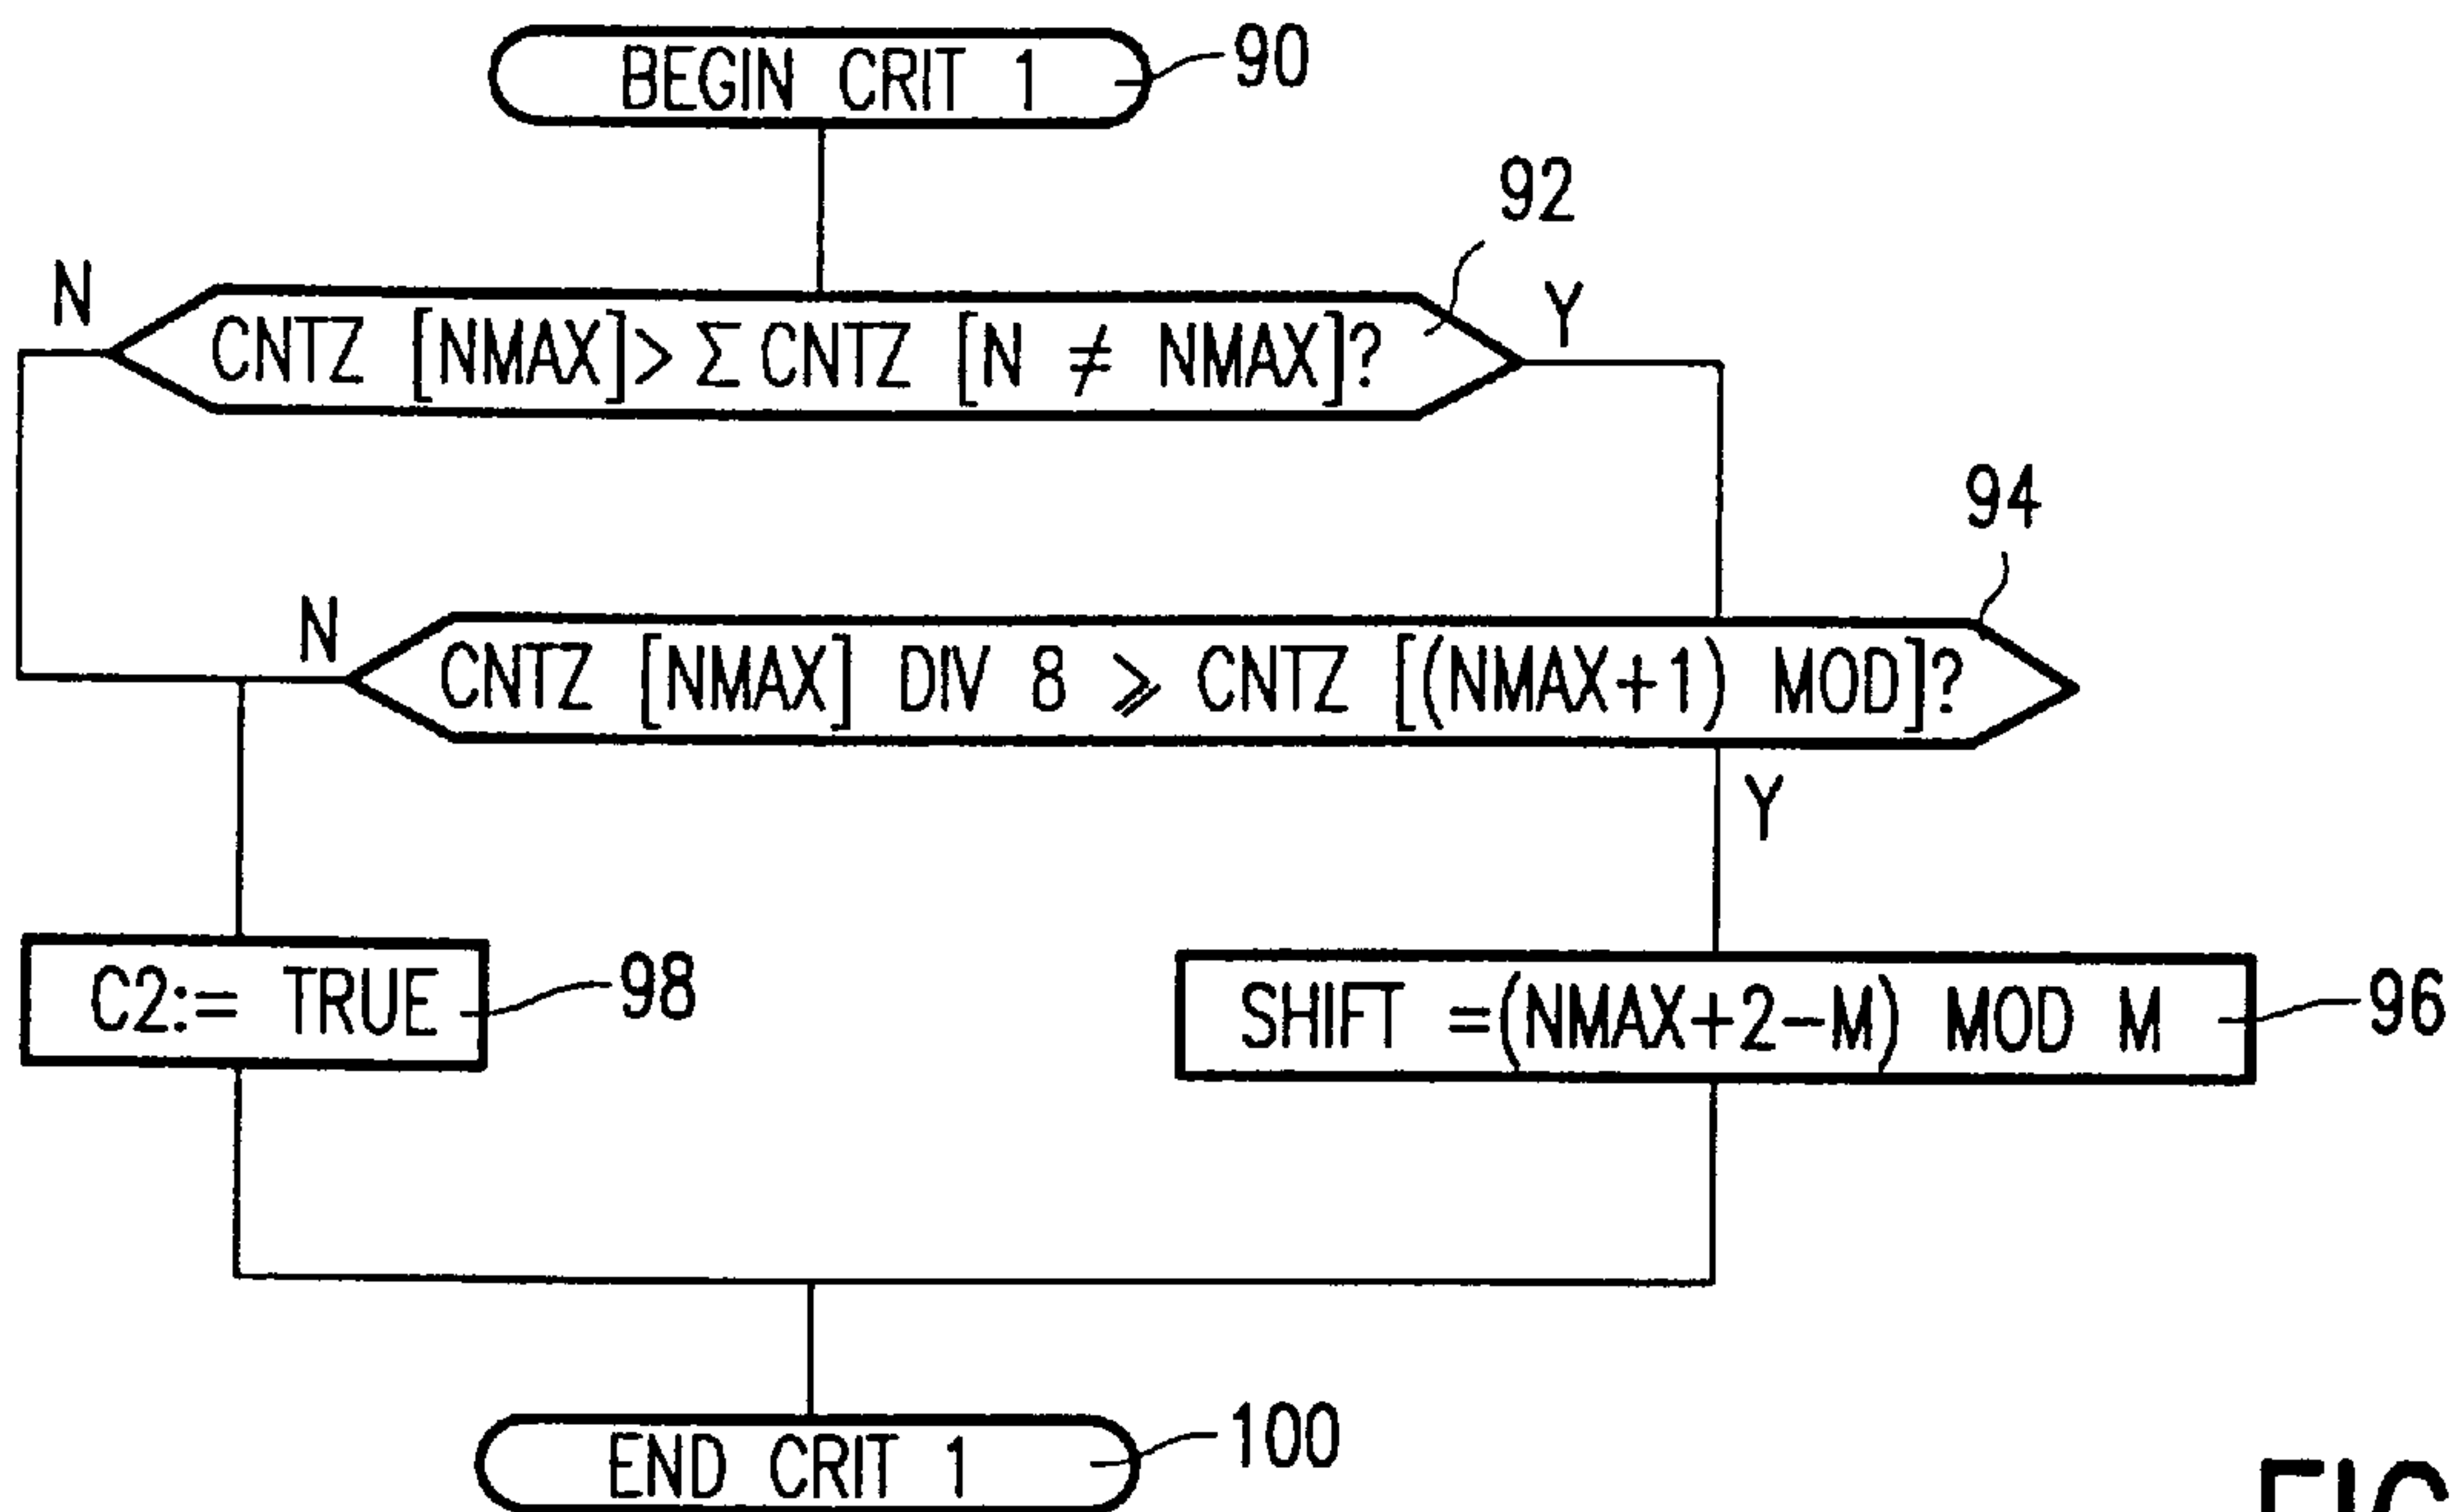 BEGIN CRIT 1
90
92
N
Y
CNTZ [NMAX]> Σ CNTZ [N ≠ NMAX]?
94
N
CNTZ [NMAX] DIV 8 ⩾ CNTZ [(NMAX+1) MOD]?
Y
C2:= TRUE
98
SHIFT =(NMAX+2-M) MOD M
96
END CRIT 1
100